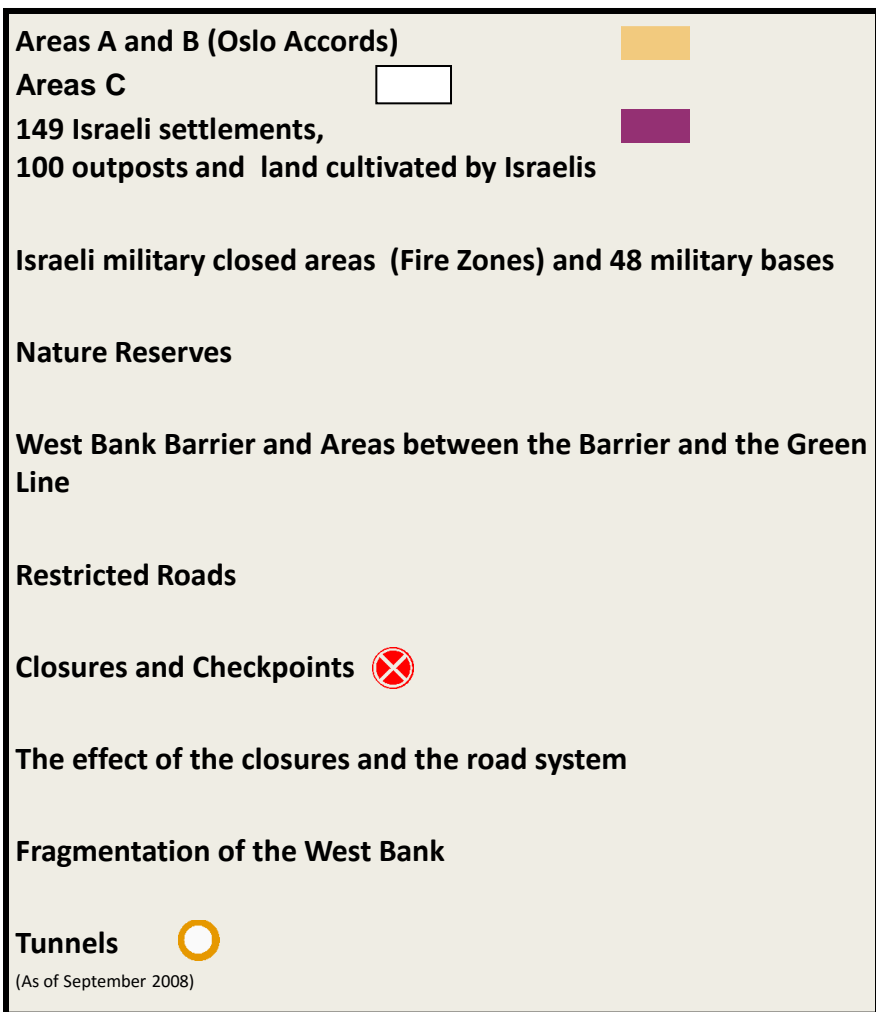 Areas A and B (Oslo Accords)
Areas C
149 Israeli settlements,
100 outposts and  land cultivated by Israelis
Israeli military closed areas  (Fire Zones) and 48 military bases
Nature Reserves
West Bank Barrier and Areas between the Barrier and the Green
Line
Restricted Roads
Closures and Checkpoints
The effect of the closures and the road system
Fragmentation of the West Bank
Tunnels
(As of September 2008)